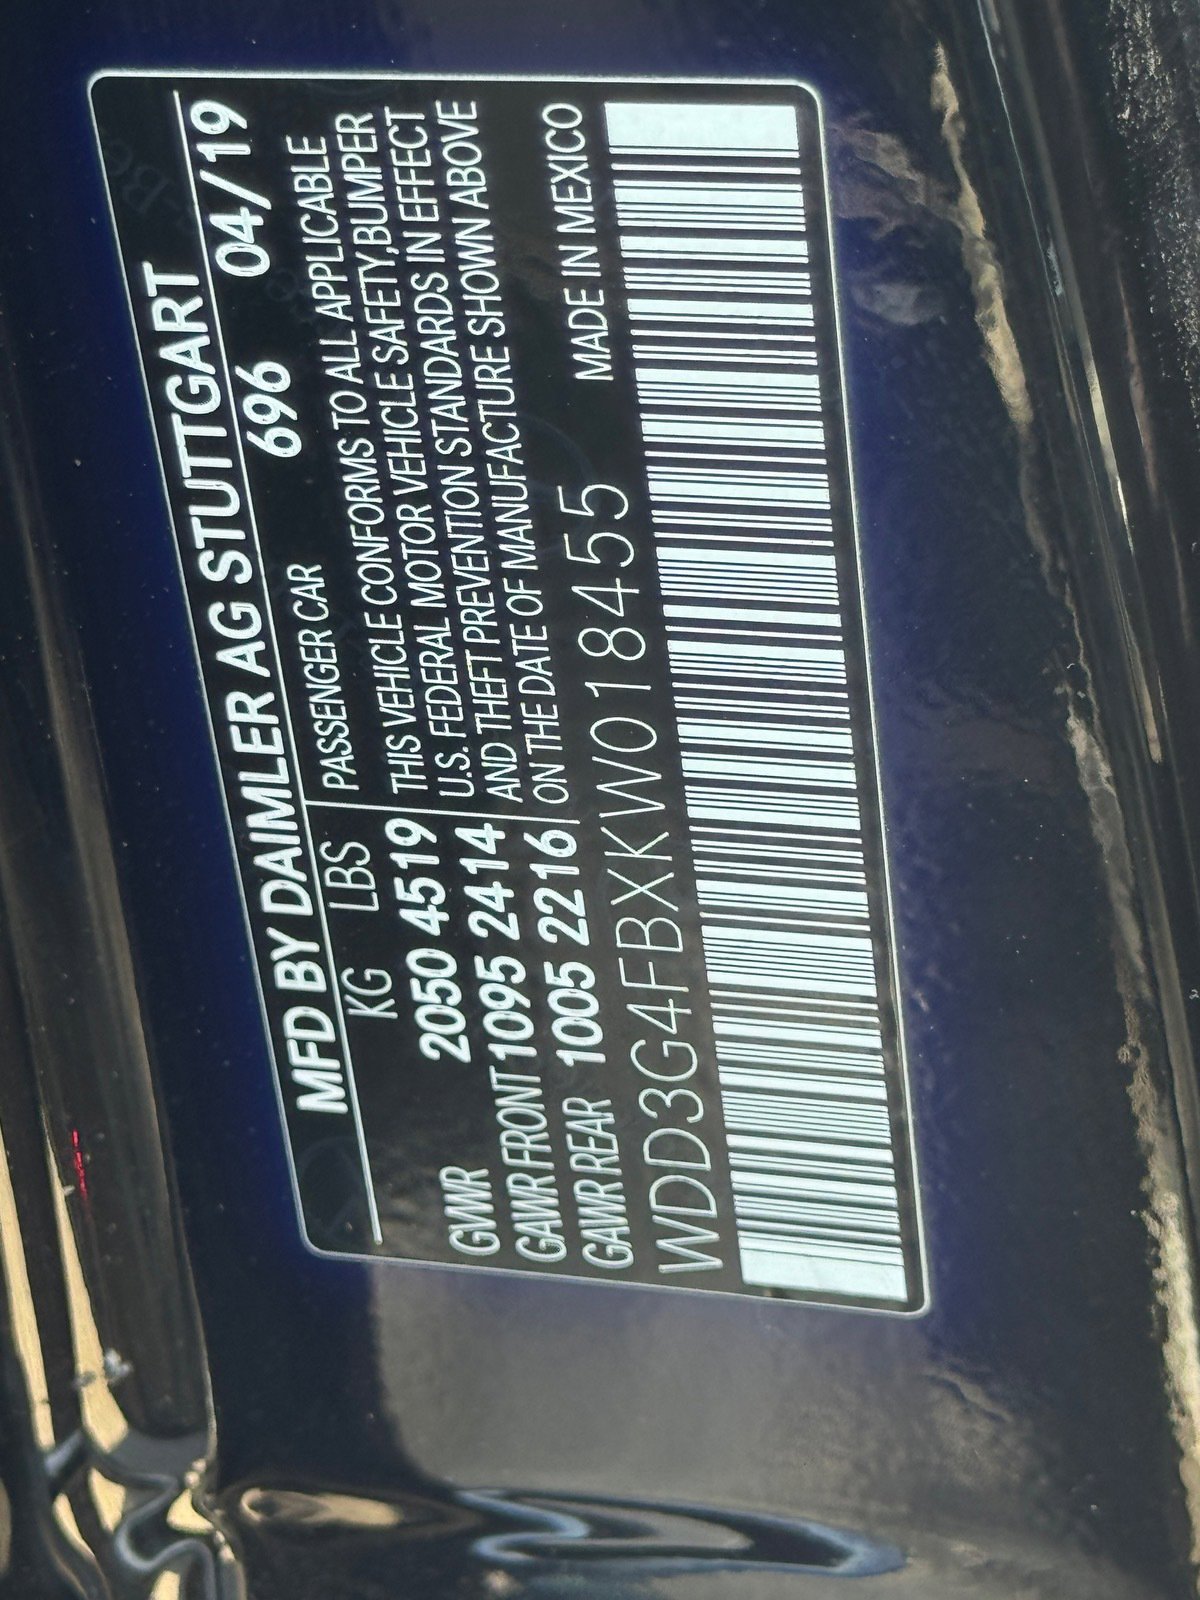 MFD BY DAIMLER AG STUTTGART
KG LBS PASSENGER CAR 696 04/19
GVWR 2050 4519 THIS VEHICLE CONFORMS TO ALL APPLICABLE
U.S. FEDERAL MOTOR VEHICLE SAFETY,BUMPER
GAWR FRONT 1095 2414 AND THEFT PREVENTION STANDARDS IN EFFECT
GAWR REAR 1005 2216 ON THE DATE OF MANUFACTURE SHOWN ABOVE
WDD3G4FBXKW018455 MADE IN MEXICO